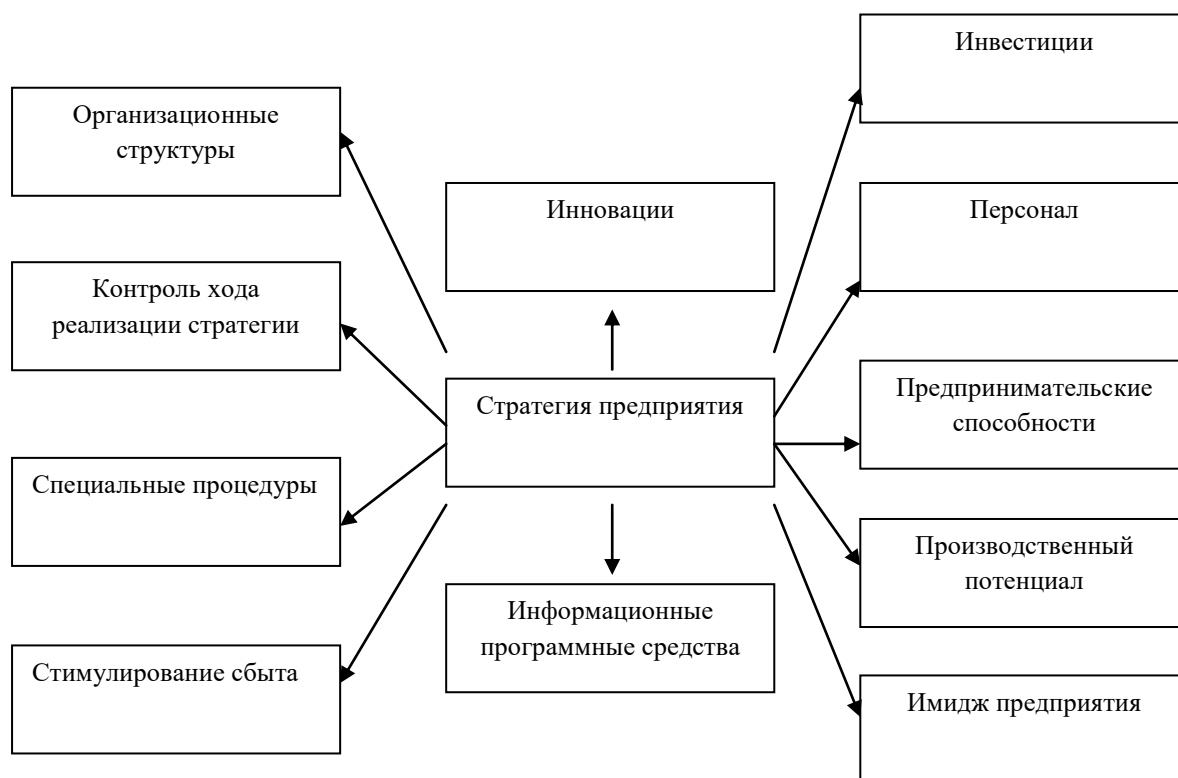 Организационные
структуры
Контроль хода
реализации стратегии
Специальные процедуры
Стимулирование сбыта
Инновации
Стратегия предприятия
Информационные
программные средства
Инвестиции
Персонал
Предпринимательские
способности
Производственный
потенциал
Имидж предприятия